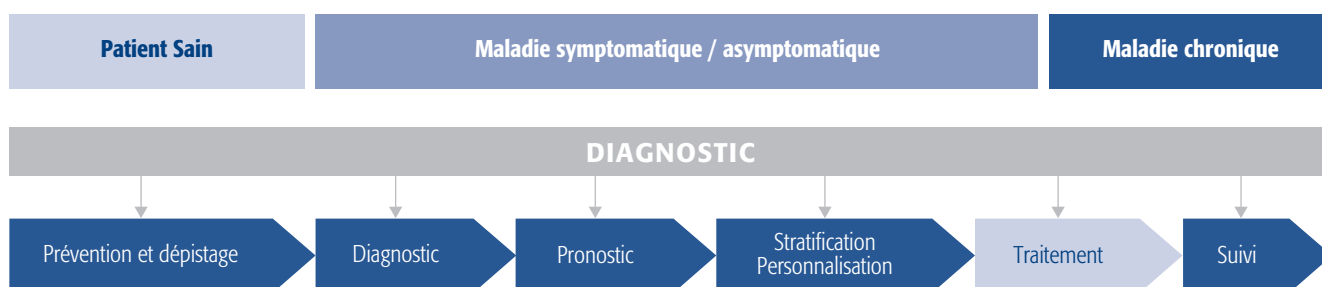 Patient Sain
Maladie symptomatique / asymptomatique
Maladie chronique
DIAGNOSTIC
Prévention et dépistage
Diagnostic
Pronostic
Stratification
Personnalisation
Traitement
Suivi